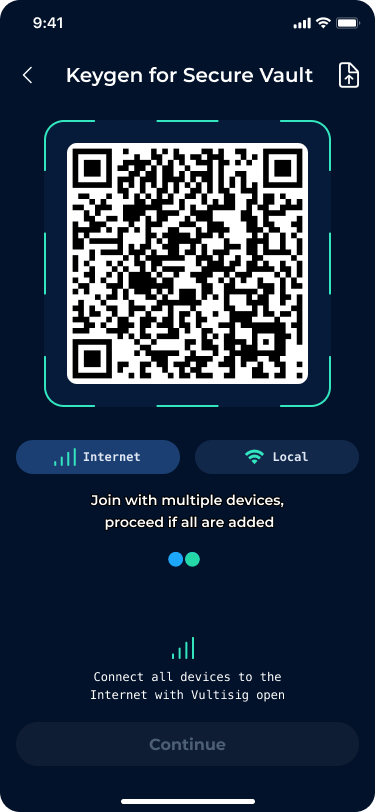 9:41
Keygen for Secure Vault
Internet
Local
Join with multiple devices,
proceed if all are added
Connect all devices to the
Internet with Vultisig open
Continue